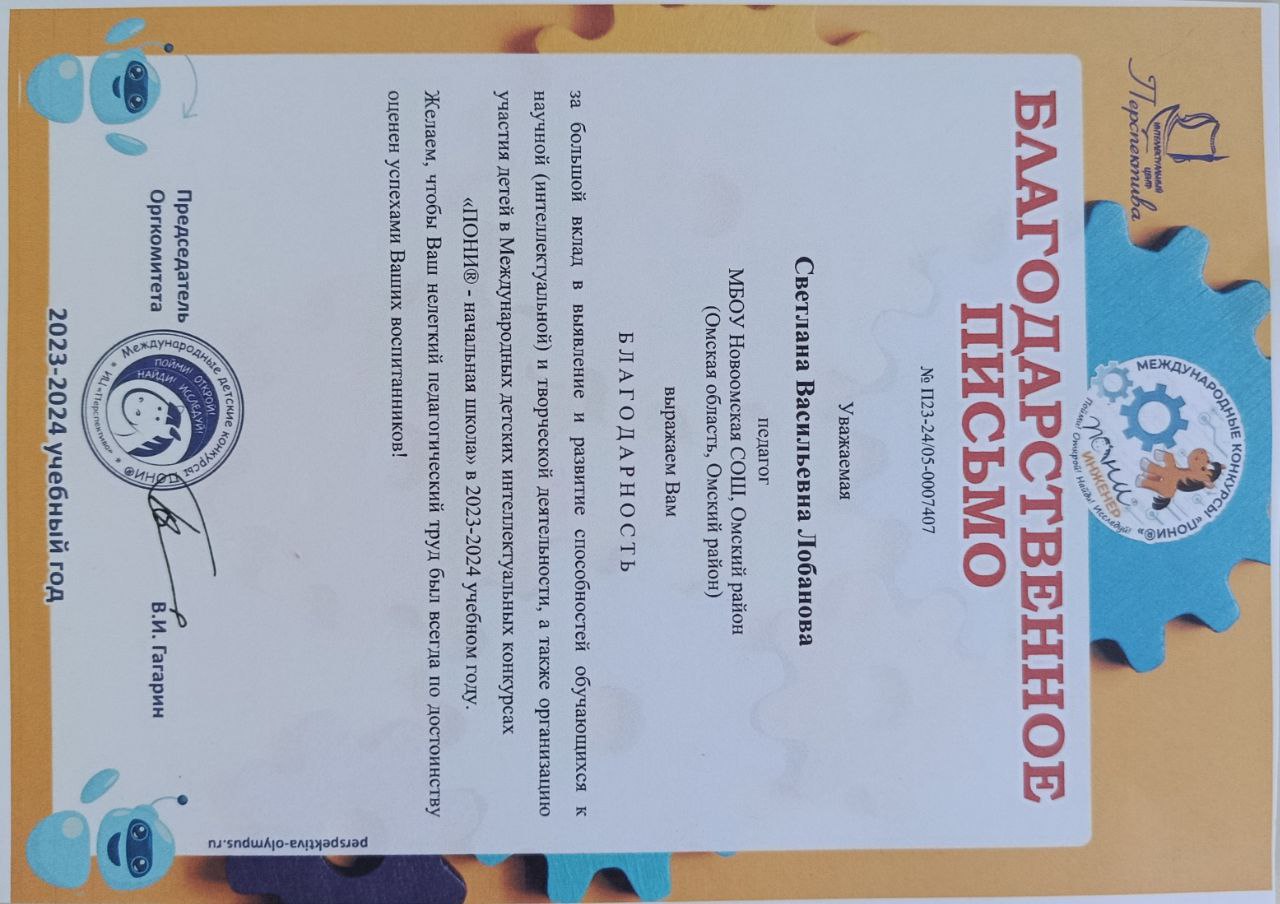 ИНТЕЛЛЕКТУАЛЬНЫЙ
ЦЕНТР
Перспектива
МЕЖДУНАРОДНЫЕ КОНКУРСЫ «ПОНИ®»
пони
ИНЖЕНЕР
Пойми! Открой! Найди! Исследуй!
БЛАГОДАРСТВЕННОЕ
ПИСЬМО
№ П23-24/05-0007407
Уважаемая
Светлана Васильевна Лобанова
педагог
МБОУ Новоомская СОШ, Омский район
(Омская область, Омский район)
выражаем Вам
БЛАГОДАРНОСТЬ
за большой вклад в выявление и развитие способностей обучающихся к
научной (интеллектуальной) и творческой деятельности, а также организацию
участия детей в Международных детских интеллектуальных конкурсах
«ПОНИ® - начальная школа» в 2023-2024 учебном году.
Желаем, чтобы Ваш нелегкий педагогический труд был всегда по достоинству
оценен успехами Ваших воспитанников!
perspektiva-olympus.ru
Председатель
Оргкомитета
Международные детские конкурсы ПОНИ®
ПОЙМИ! ОТКРОЙ!
НАЙДИ! ИССЛЕДУЙ!
ИЦ «Перспектива»
В.И. Гагарин
2023-2024 учебный год